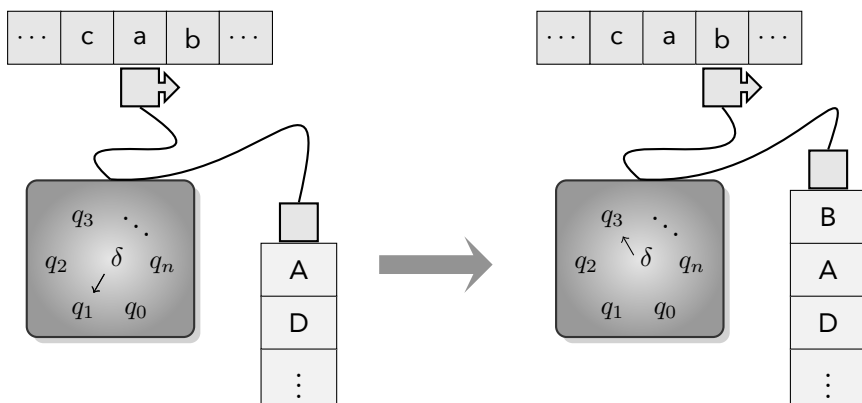 ⋯ c a b ⋯
q₃ ⋱
q₂ δ qₙ
q₁ q₀
A
D
⋮
⋯ c a b ⋯
q₃ ⋱
q₂ δ qₙ
q₁ q₀
B
A
D
⋮